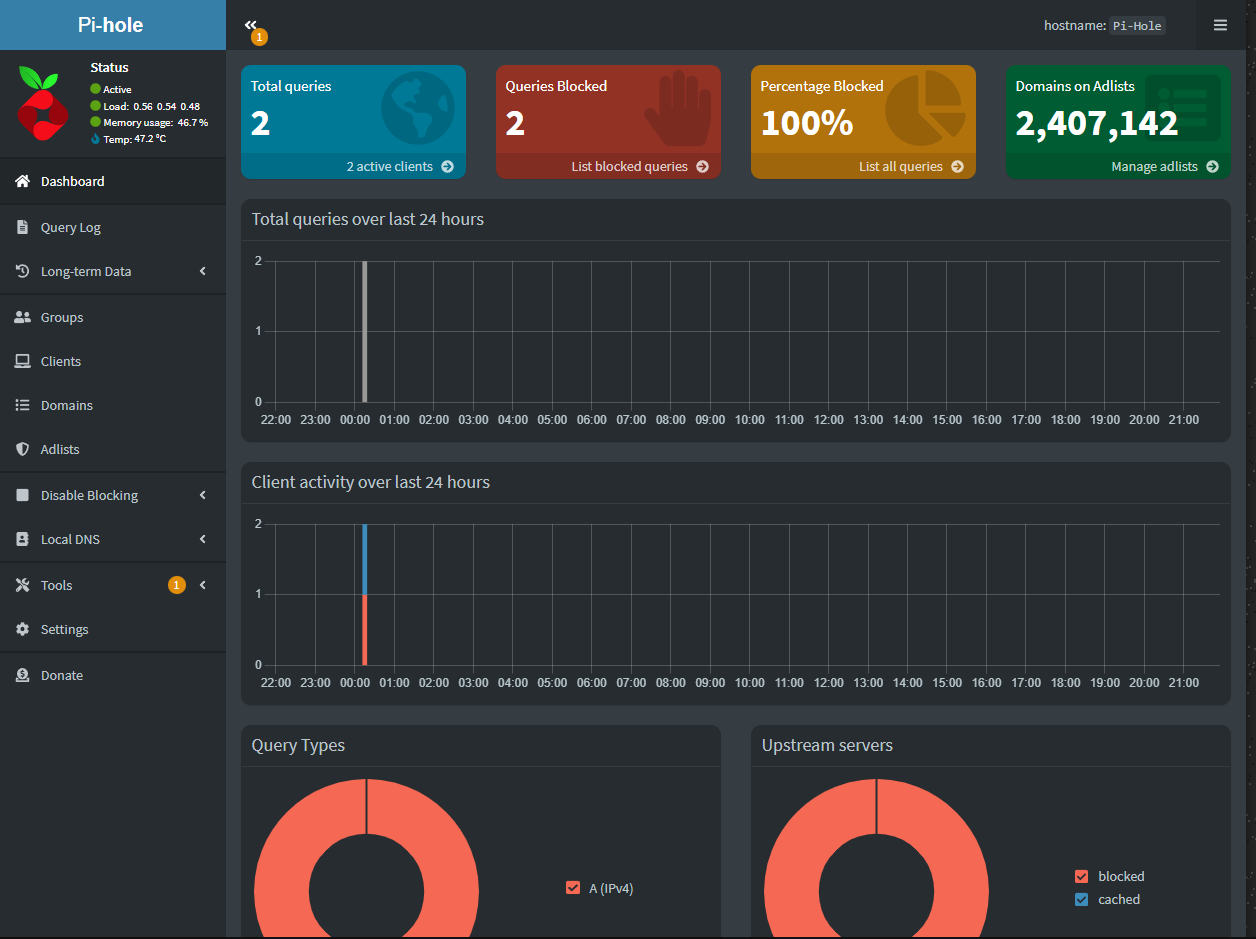 Pi-hole
1
hostname: Pi-Hole
Status
Active
Load: 0.56 0.54 0.48
Memory usage: 46.7 %
Temp: 47.2 °C
Dashboard
Query Log
Long-term Data
Groups
Clients
Domains
Adlists
Disable Blocking
Local DNS
Tools 1
Settings
Donate
Total queries
2
2 active clients
Queries Blocked
2
List blocked queries
Percentage Blocked
100%
List all queries
Domains on Adlists
2,407,142
Manage adlists
Total queries over last 24 hours
2
1
0
22:00 23:00 00:00 01:00 02:00 03:00 04:00 05:00 06:00 07:00 08:00 09:00 10:00 11:00 12:00 13:00 14:00 15:00 16:00 17:00 18:00 19:00 20:00 21:00
Client activity over last 24 hours
2
1
0
22:00 23:00 00:00 01:00 02:00 03:00 04:00 05:00 06:00 07:00 08:00 09:00 10:00 11:00 12:00 13:00 14:00 15:00 16:00 17:00 18:00 19:00 20:00 21:00
Query Types
A (IPv4)
Upstream servers
blocked
cached